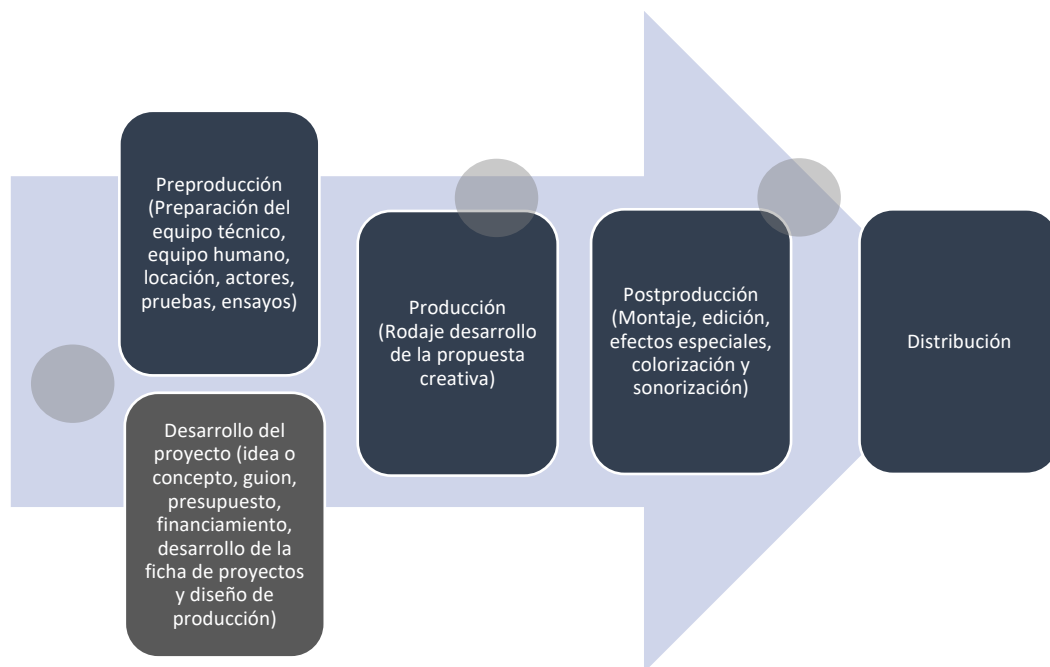 Preproducción
(Preparación del
equipo técnico,
equipo humano,
locación, actores,
pruebas, ensayos)
Desarrollo del
proyecto (idea o
concepto, guion,
presupuesto,
financiamiento,
desarrollo de la
ficha de proyectos
y diseño de
producción)
Producción
(Rodaje desarrollo
de la propuesta
creativa)
Postproducción
(Montaje, edición,
efectos especiales,
colorización y
sonorización)
Distribución